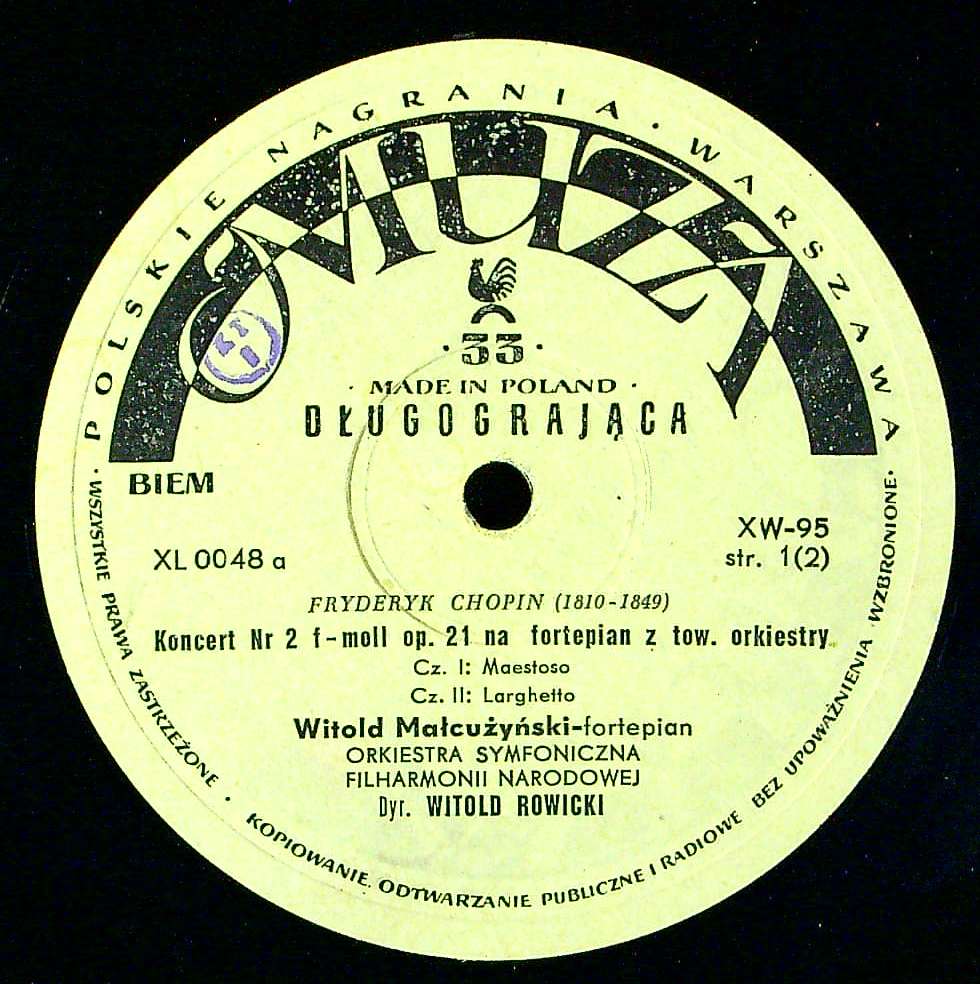 POLSKIE NAGRANIA · WARSZAWA
MUZA
· 33 ·
· MADE IN POLAND ·
DŁUGOGRAJĄCA
BIEM
XW-95
XL 0048 a
str. 1(2)
FRYDERYK CHOPIN (1810-1849)
Koncert Nr 2 f-moll op. 21 na fortepian z tow. orkiestry
Cz. I: Maestoso
Cz. II: Larghetto
Witold Małcużyński-fortepian
ORKIESTRA SYMFONICZNA
FILHARMONII NARODOWEJ
Dyr. WITOLD ROWICKI
· WSZYSTKIE PRAWA ZASTRZEŻONE · KOPIOWANIE, ODTWARZANIE PUBLICZNE I RADIOWE BEZ UPOWAŻNIENIA WZBRONIONE ·